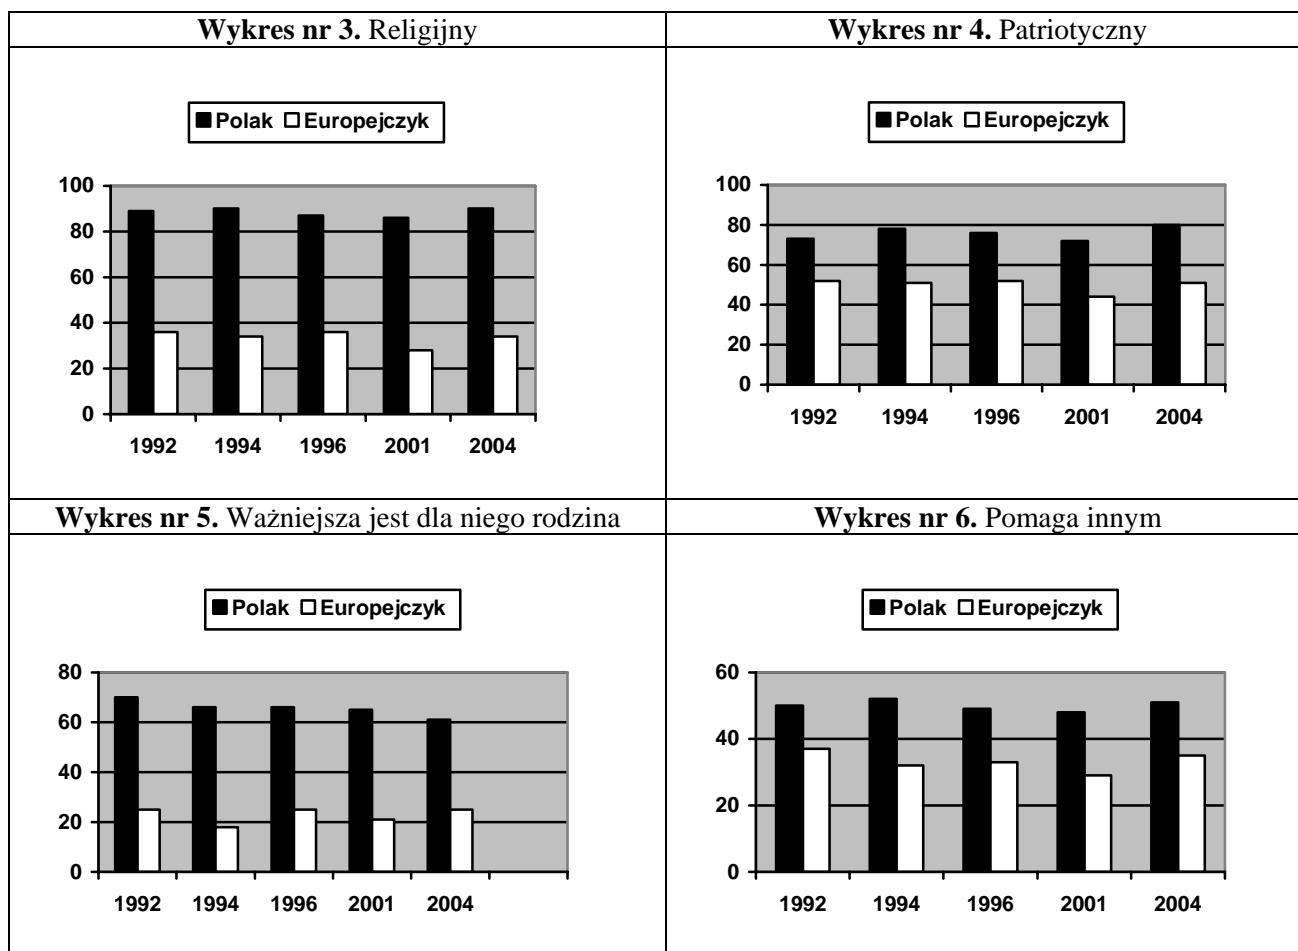 Wykres nr 3. Religijny
Polak Europejczyk
100
80
60
40
20
0
1992 1994 1996 2001 2004
Wykres nr 4. Patriotyczny
Polak Europejczyk
100
80
60
40
20
0
1992 1994 1996 2001 2004
Wykres nr 5. Ważniejsza jest dla niego rodzina
Polak Europejczyk
80
60
40
20
0
1992 1994 1996 2001 2004
Wykres nr 6. Pomaga innym
Polak Europejczyk
60
40
20
0
1992 1994 1996 2001 2004